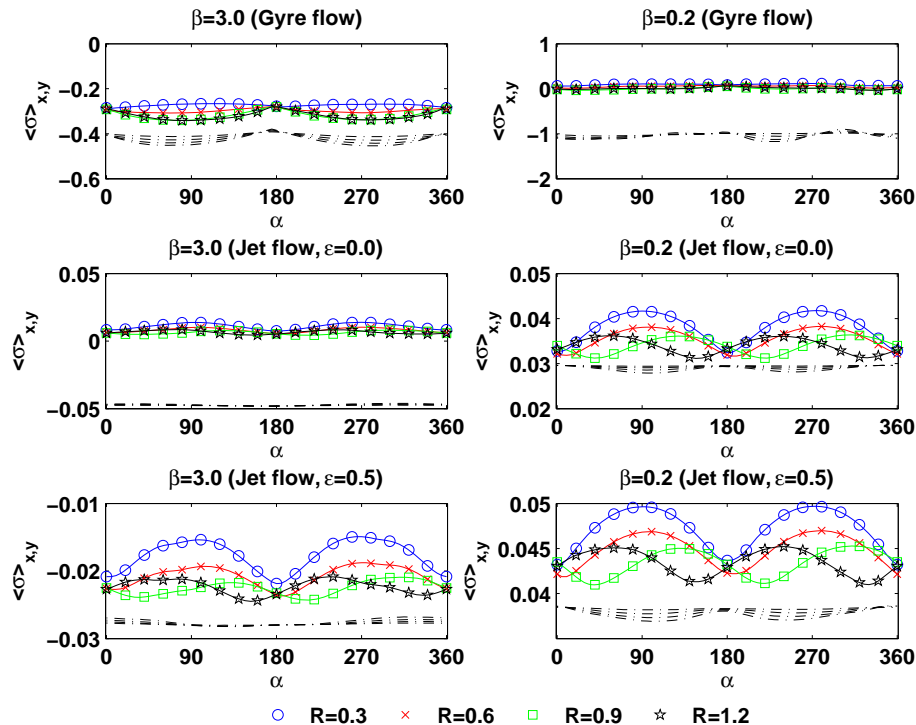 β=3.0 (Gyre flow)
<σ>x,y
0
−0.2
−0.4
−0.6
0 90 180 270 360
α
β=0.2 (Gyre flow)
<σ>x,y
1
0
−1
−2
0 90 180 270 360
α
β=3.0 (Jet flow, ε=0.0)
<σ>x,y
0.05
0
−0.05
0 90 180 270 360
α
β=0.2 (Jet flow, ε=0.0)
<σ>x,y
0.05
0.04
0.03
0.02
0 90 180 270 360
α
β=3.0 (Jet flow, ε=0.5)
<σ>x,y
−0.01
−0.02
−0.03
0 90 180 270 360
α
β=0.2 (Jet flow, ε=0.5)
<σ>x,y
0.05
0.045
0.04
0 90 180 270 360
α
R=0.3 R=0.6 R=0.9 R=1.2